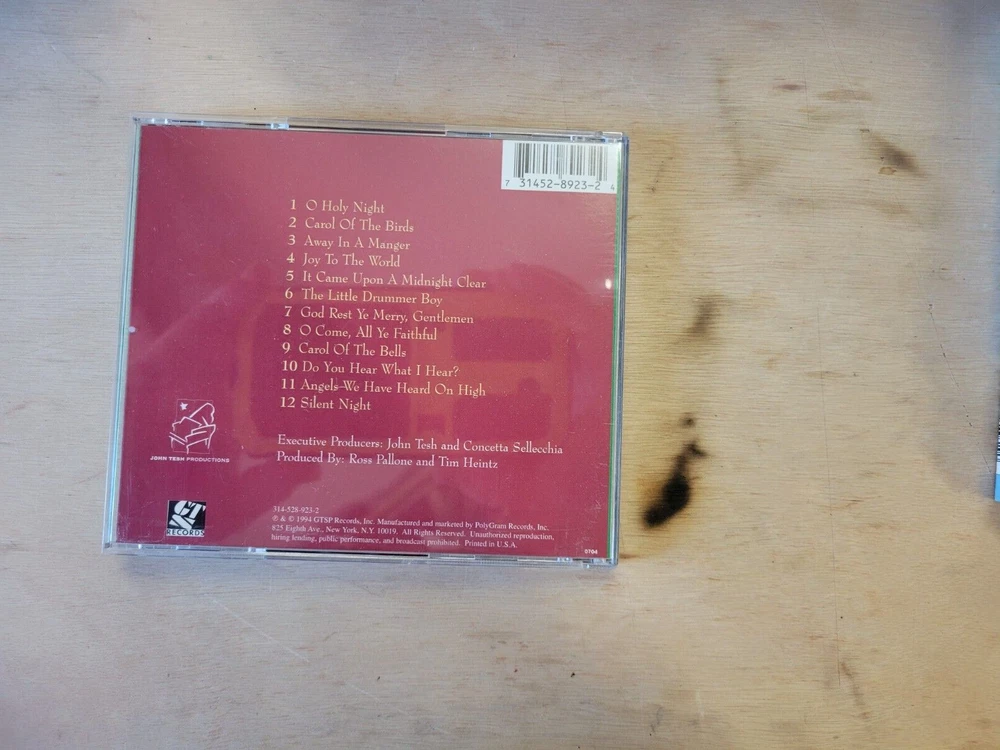 7 31452-8923-2 4
1 O Holy Night
2 Carol Of The Birds
3 Away In A Manger
4 Joy To The World
5 It Came Upon A Midnight Clear
6 The Little Drummer Boy
7 God Rest Ye Merry, Gentlemen
8 O Come, All Ye Faithful
9 Carol Of The Bells
10 Do You Hear What I Hear?
11 Angels We Have Heard On High
12 Silent Night
Executive Producers: John Tesh and Concetta Sellecchia
Produced By: Ross Pallone and Tim Heintz
JOHN TESH PRODUCTIONS
GTS
RECORDS
314-528-923-2
℗ & © 1994 GTSP Records, Inc. Manufactured and marketed by PolyGram Records, Inc.
825 Eighth Ave., New York, N.Y. 10019. All Rights Reserved. Unauthorized reproduction,
hiring lending, public performance, and broadcast prohibited. Printed in U.S.A.
0704